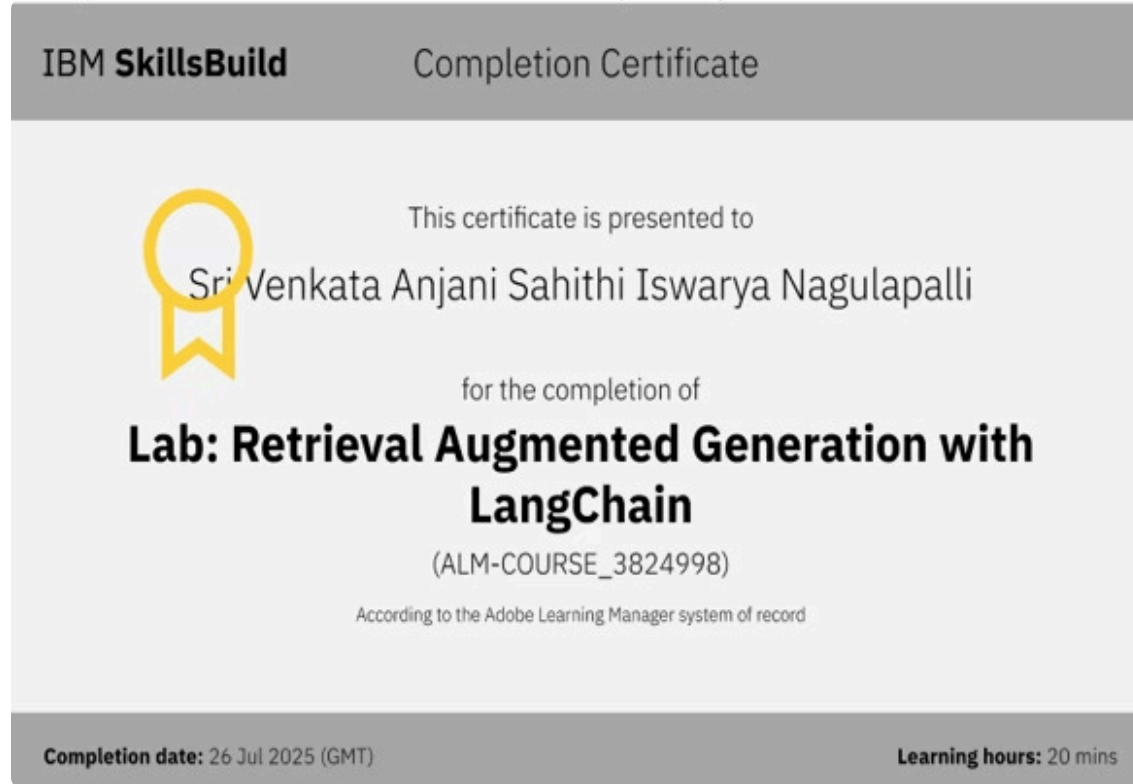 IBM SkillsBuild Completion Certificate
This certificate is presented to
Sri Venkata Anjani Sahithi Iswarya Nagulapalli
for the completion of
Lab: Retrieval Augmented Generation with
LangChain
(ALM-COURSE_3824998)
According to the Adobe Learning Manager system of record
Completion date: 26 Jul 2025 (GMT) Learning hours: 20 mins